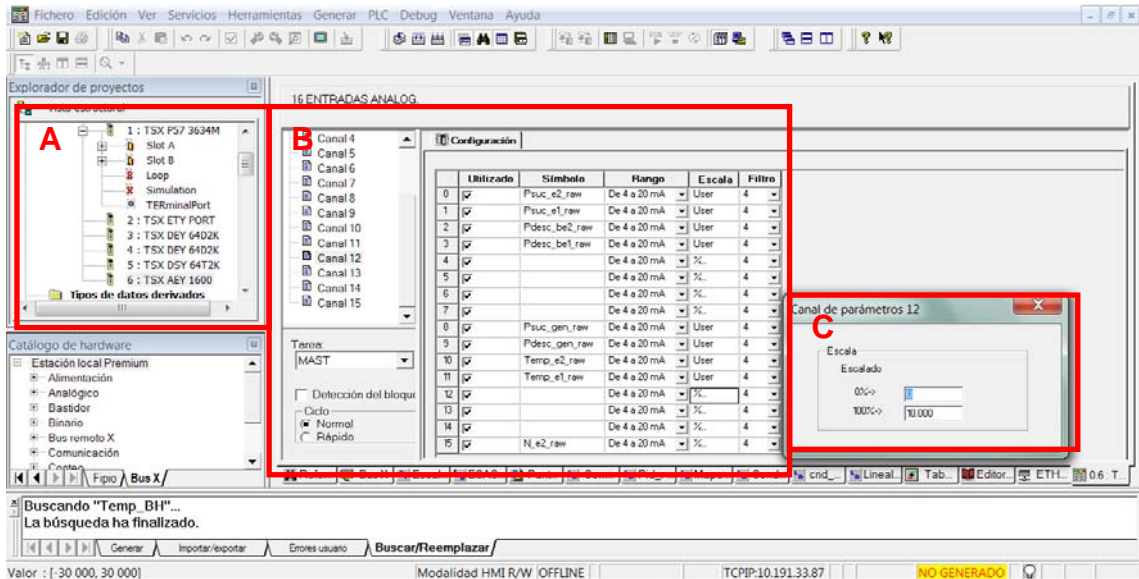 Fichero Edición Ver Servicios Herramientas Generar PLC Debug Ventana Ayuda
Explorador de proyectos
A
1 : TSX P57 3634M
Slot A
Slot B
Loop
Simulation
TERminalPort
2 : TSX ETY PORT
3 : TSX DEY 64D2K
4 : TSX DEY 64D2K
5 : TSX DSY 64T2K
6 : TSX AEY 1600
Tipos de datos derivados
Catálogo de hardware
Estación local Premium
Alimentación
Analógico
Bastidor
Binario
Bus remoto X
Comunicación
Conteo
Fipio Bus X
16 ENTRADAS ANALOG.
B
Canal 4
Canal 5
Canal 6
Canal 7
Canal 8
Canal 9
Canal 10
Canal 11
Canal 12
Canal 13
Canal 14
Canal 15
Tarea:
MAST
Detección del bloque
Ciclo
Normal
Rápido
Configuración
Utilizado Símbolo Rango Escala Filtro
0 Psuc_e2_raw De 4 a 20 mA User 4
1 Psuc_e1_raw De 4 a 20 mA User 4
2 Pdesc_be2_raw De 4 a 20 mA User 4
3 Pdesc_be1_raw De 4 a 20 mA User 4
4 De 4 a 20 mA %.. 4
5 De 4 a 20 mA %.. 4
6 De 4 a 20 mA %.. 4
7 De 4 a 20 mA %.. 4
8 Psuc_gen_raw De 4 a 20 mA User 4
9 Pdesc_gen_raw De 4 a 20 mA User 4
10 Temp_e2_raw De 4 a 20 mA User 4
11 Temp_e1_raw De 4 a 20 mA User 4
12 De 4 a 20 mA %.. 4
13 De 4 a 20 mA %.. 4
14 De 4 a 20 mA %.. 4
15 N_e2_raw De 4 a 20 mA %.. 4
Canal de parámetros 12
C
Escala
Escalado
0%-> 0
100%-> 10.000
cnd_... Lineal... Tab... Editor... ETH... 0.6 : T...
Buscando "Temp_BH"...
La búsqueda ha finalizado.
Generar Importar/exportar Errores usuario Buscar/Reemplazar
Valor : [-30 000, 30 000] Modalidad HMI R/W OFFLINE TCPIP:10.191.33.87 NO GENERADO